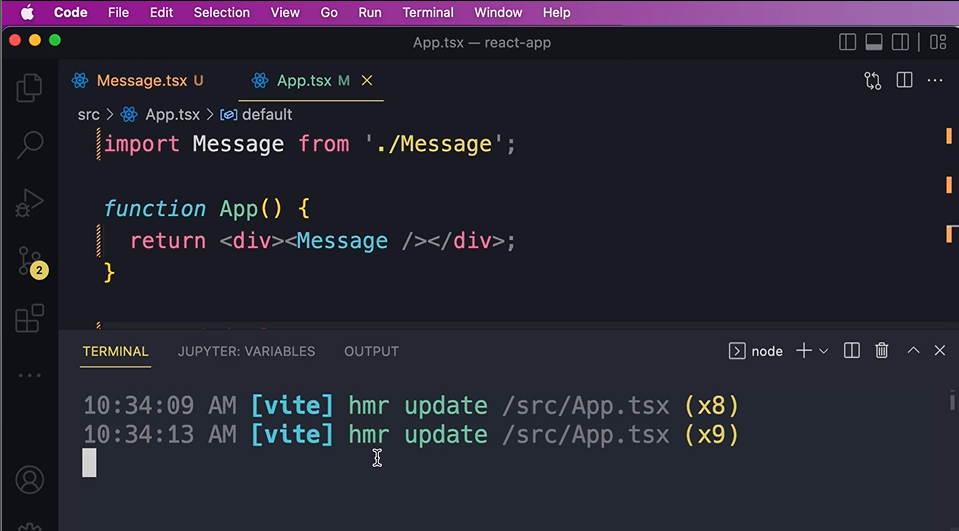 Code File Edit Selection View Go Run Terminal Window Help
App.tsx — react-app
Message.tsx U App.tsx M
src > App.tsx > default
import Message from './Message';
function App() {
return <div><Message /></div>;
}
2
TERMINAL JUPYTER: VARIABLES OUTPUT node
10:34:09 AM [vite] hmr update /src/App.tsx (x8)
10:34:13 AM [vite] hmr update /src/App.tsx (x9)